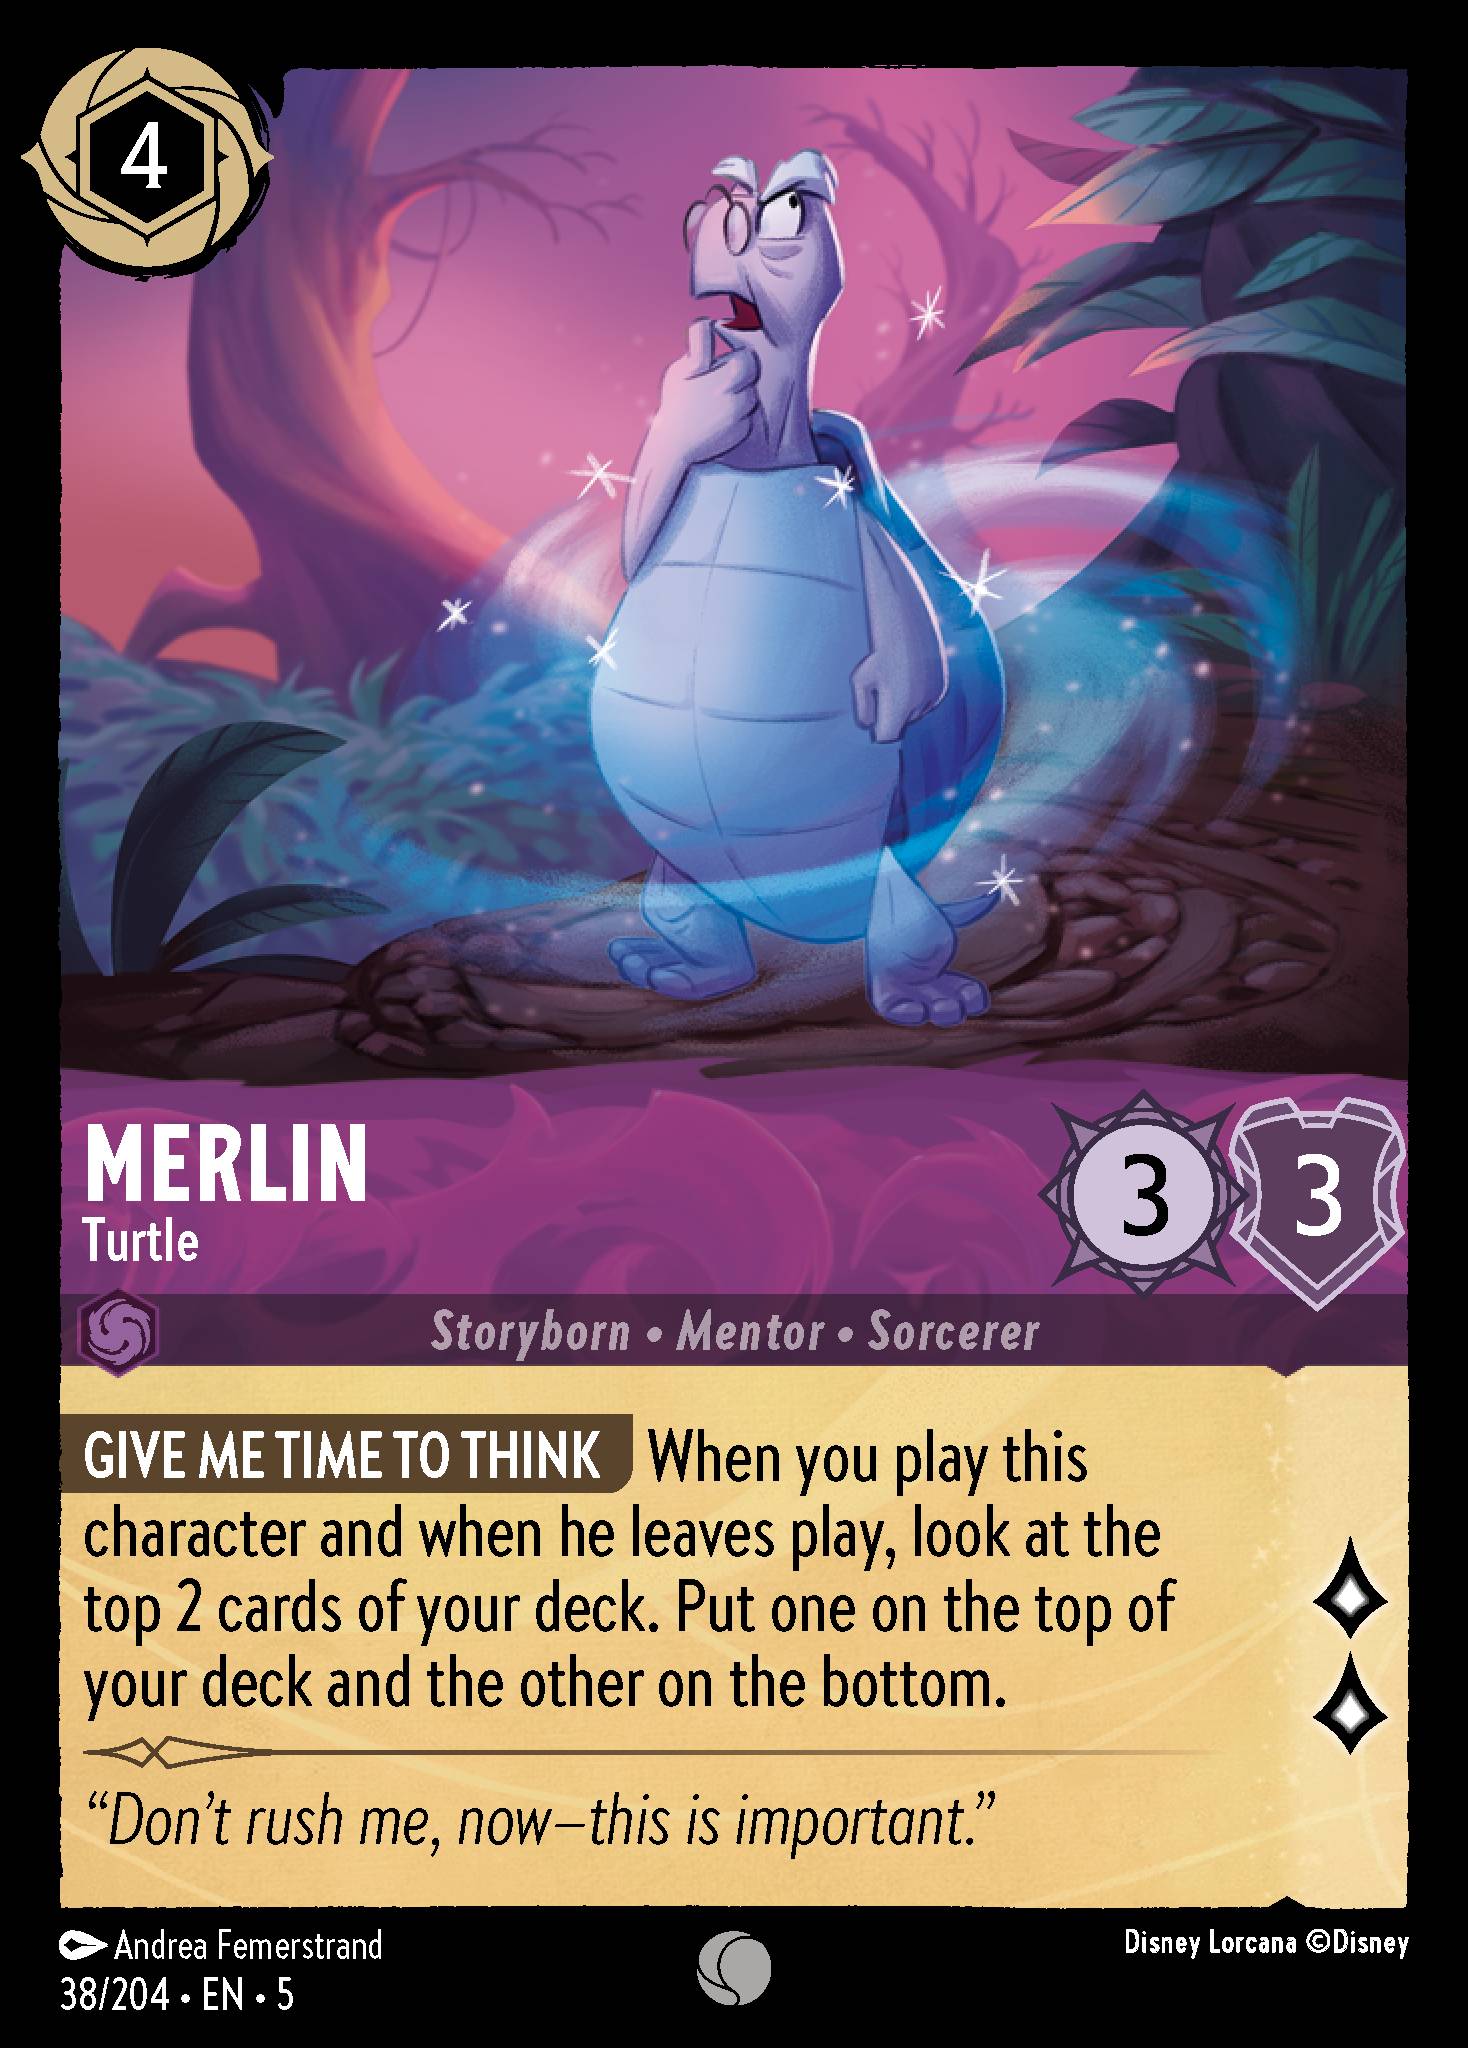 4
MERLIN
Turtle
3
3
Storyborn • Mentor • Sorcerer
GIVE ME TIME TO THINK When you play this
character and when he leaves play, look at the
top 2 cards of your deck. Put one on the top of
your deck and the other on the bottom.
“Don’t rush me, now–this is important.”
Andrea Femerstrand
Disney Lorcana ©Disney
38/204 • EN • 5